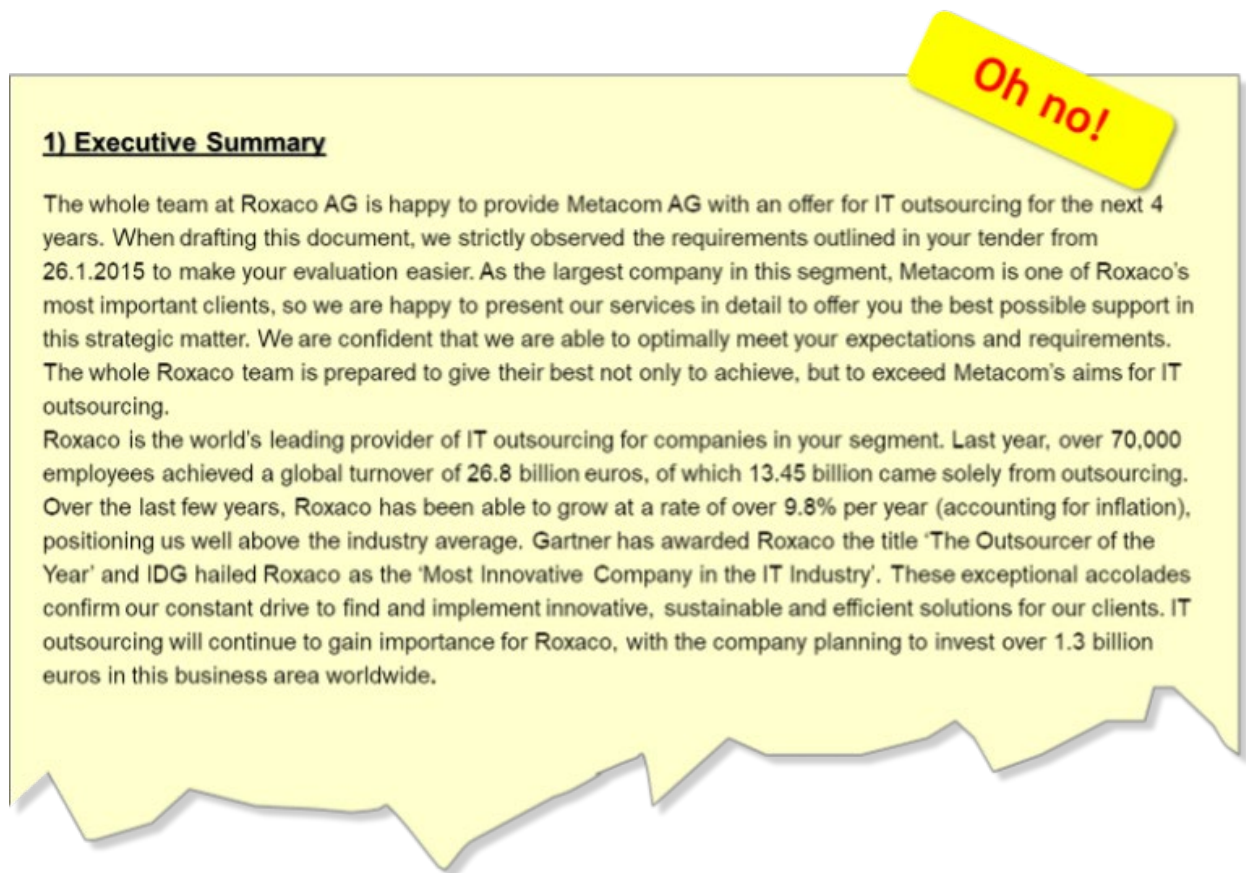 Oh no!
1) Executive Summary
The whole team at Roxaco AG is happy to provide Metacom AG with an offer for IT outsourcing for the next 4
years. When drafting this document, we strictly observed the requirements outlined in your tender from
26.1.2015 to make your evaluation easier. As the largest company in this segment, Metacom is one of Roxaco's
most important clients, so we are happy to present our services in detail to offer you the best possible support in
this strategic matter. We are confident that we are able to optimally meet your expectations and requirements.
The whole Roxaco team is prepared to give their best not only to achieve, but to exceed Metacom's aims for IT
outsourcing.
Roxaco is the world's leading provider of IT outsourcing for companies in your segment. Last year, over 70,000
employees achieved a global turnover of 26.8 billion euros, of which 13.45 billion came solely from outsourcing.
Over the last few years, Roxaco has been able to grow at a rate of over 9.8% per year (accounting for inflation),
positioning us well above the industry average. Gartner has awarded Roxaco the title 'The Outsourcer of the
Year' and IDG hailed Roxaco as the 'Most Innovative Company in the IT Industry'. These exceptional accolades
confirm our constant drive to find and implement innovative, sustainable and efficient solutions for our clients. IT
outsourcing will continue to gain importance for Roxaco, with the company planning to invest over 1.3 billion
euros in this business area worldwide.